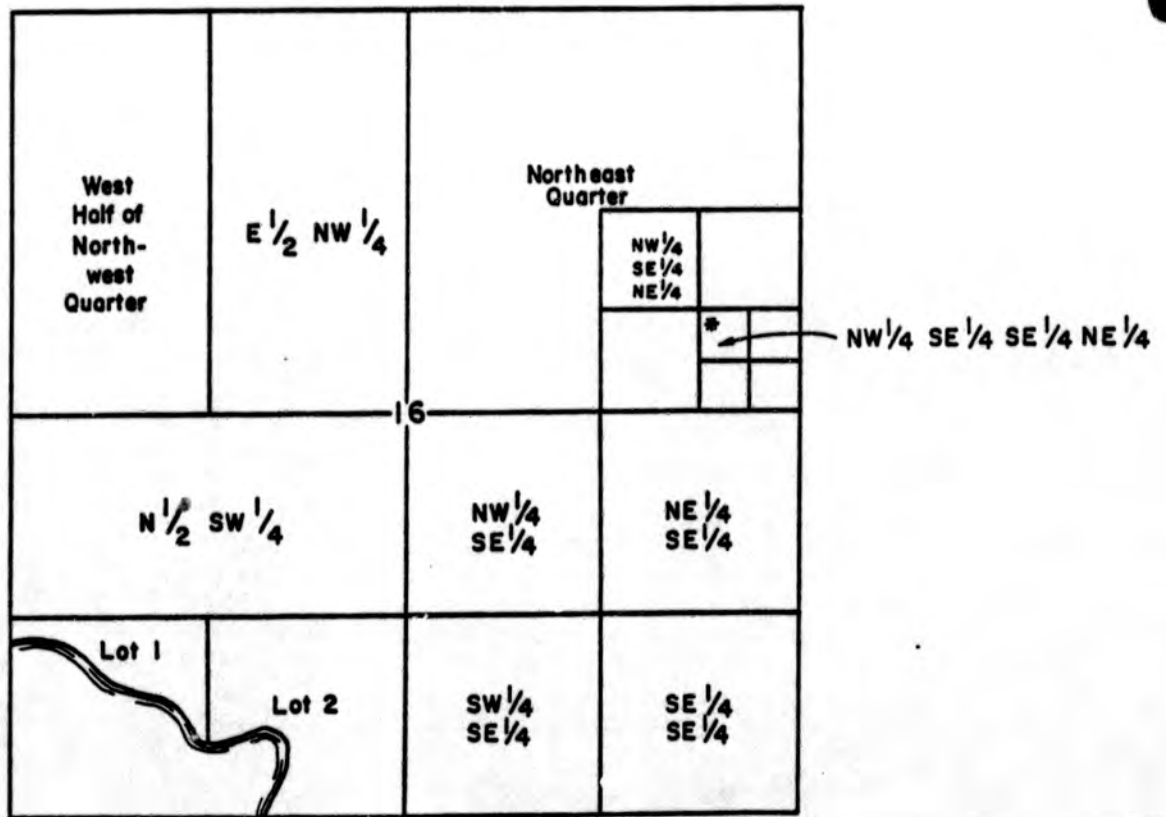 West
Half of
North-
west
Quarter
E 1/2 NW 1/4
Northeast
Quarter
NW 1/4
SE 1/4
NE 1/4
*
NW 1/4 SE 1/4 SE 1/4 NE 1/4
16
N 1/2 SW 1/4
NW 1/4
SE 1/4
NE 1/4
SE 1/4
Lot 1
Lot 2
SW 1/4
SE 1/4
SE 1/4
SE 1/4